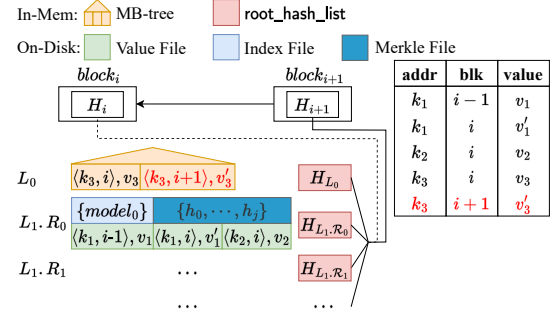 In-Mem: MB-tree root_hash_list
On-Disk: Value File Index File Merkle File
block_i block_{i+1}
H_i H_{i+1}
addr blk value
k_1 i − 1 v_1
k_1 i v'_1
k_2 i v_2
k_3 i v_3
k_3 i + 1 v'_3
L_0 ⟨k_3, i⟩, v_3 ⟨k_3, i+1⟩, v'_3 H_{L_0}
L_1.R_0 {model_0} {h_0, ⋯, h_j} H_{L_1.R_0}
⟨k_1, i-1⟩, v_1 ⟨k_1, i⟩, v'_1 ⟨k_2, i⟩, v_2
L_1.R_1 ⋯ H_{L_1.R_1}
⋯ ⋯